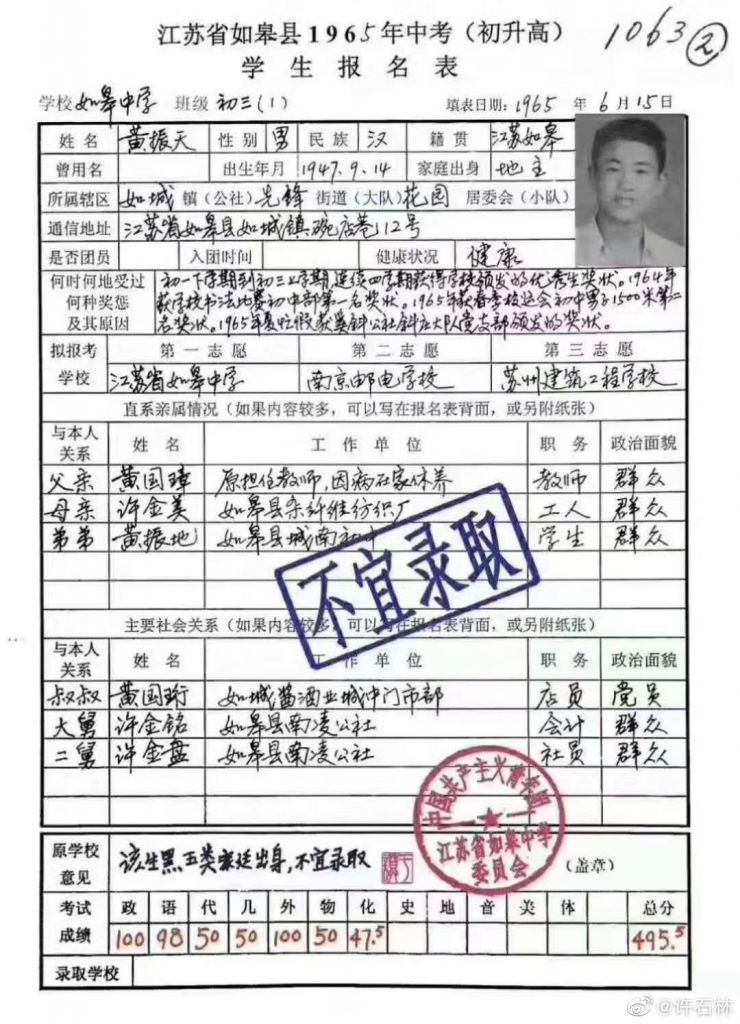 江苏省如皋县1965年中考（初升高）
1063 ②
学生报名表
学校 如皋中学 班级 初三(1) 填表日期：1965 年 6 月 15 日
姓名 黄振天 性别 男 民族 汉 籍贯 江苏如皋
曾用名 出生年月 1947.9.14 家庭出身 地主
所属辖区 如城 镇（公社）先锋 街道（大队）花园 居委会（小队）
通信地址 江苏省如皋县如城镇碗店巷12号
是否团员 入团时间 健康状况 健康
何时何地受过
何种奖惩
及其原因
初一下学期到初三上学期连续四学期获得学校颁发的优秀生奖状。1964年
获学校书法比赛初中部第一名奖状。1965年获春季校运会初中男子1500米第二
名奖状。1965年夏忙假获 公社 大队党支部颁发的奖状。
拟报考
学校
第一志愿 第二志愿 第三志愿
江苏省如皋中学 南京邮电学校 苏州建筑工程学校
直系亲属情况（如果内容较多，可以写在报名表背面，或另附纸张）
与本人
关系
姓名 工作单位 职务 政治面貌
父亲 黄国璋 原担任教师，因病在家休养 教师 群众
母亲 许金美 如皋县杂纤维纺织厂 工人 群众
弟弟 黄振地 如皋县城南初中 学生 群众
不宜录取
主要社会关系（如果内容较多，可以写在报名表背面，或另附纸张）
与本人
关系
姓名 工作单位 职务 政治面貌
叔叔 黄国珩 如城酱酒业城中门市部 店员 党员
大舅 许金铭 如皋县南凌公社 会计 群众
二舅 许金盘 如皋县南凌公社 社员 群众
中国共产主义青年团
江苏省如皋中学
委员会
原学校
意见
该生黑五类家庭出身，不宜录取
（盖章）
考试
成绩
政 语 代 几 外 物 化 史 地 音 美 体 总分
100 98 50 50 100 50 47.5 495.5
录取学校
@许石林